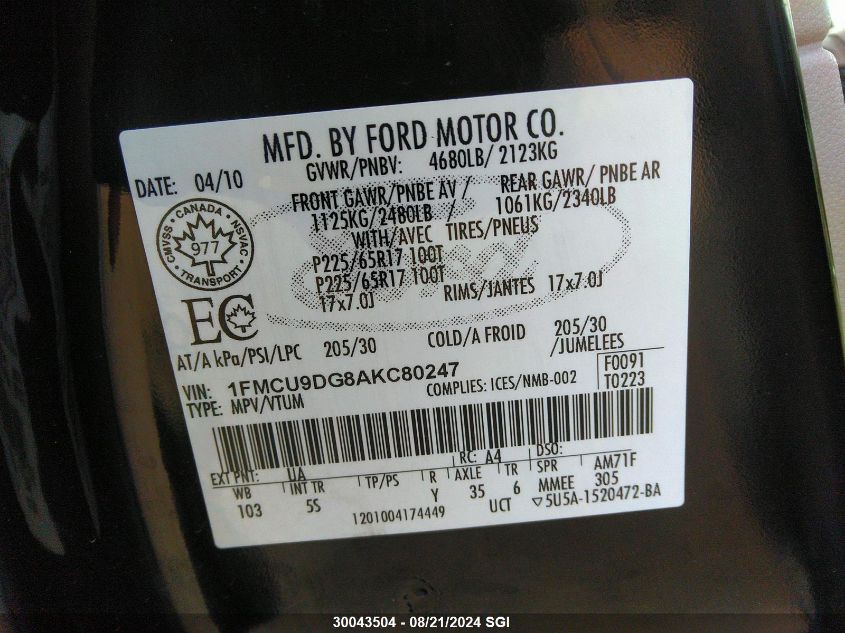 MFD. BY FORD MOTOR CO.
DATE: 04/10 GVWR/PNBV: 4680LB/ 2123KG
FRONT GAWR/PNBE AV / REAR GAWR/ PNBE AR
1125KG/2480LB / 1061KG/2340LB
WITH/AVEC TIRES/PNEUS
P225/65R17 100T
P225/65R17 100T
17x7.0J RIMS/JANTES 17x7.0J
CANADA
CMVSS NSVAC
977
TRANSPORT
EC
AT/A kPa/PSI/LPC 205/30 COLD/A FROID 205/30
/JUMELEES
VIN: 1FMCU9DG8AKC80247 COMPLIES: ICES/NMB-002 F0091
TYPE: MPV/VTUM T0223
EXT PNT: UA RC: A4 DSO:
WB INT TR TP/PS R AXLE TR SPR AM71F
103 5S Y 35 6 MMEE 305
1201004174449 UCT ▽5U5A-1520472-BA
30043504 - 08/21/2024 SGI